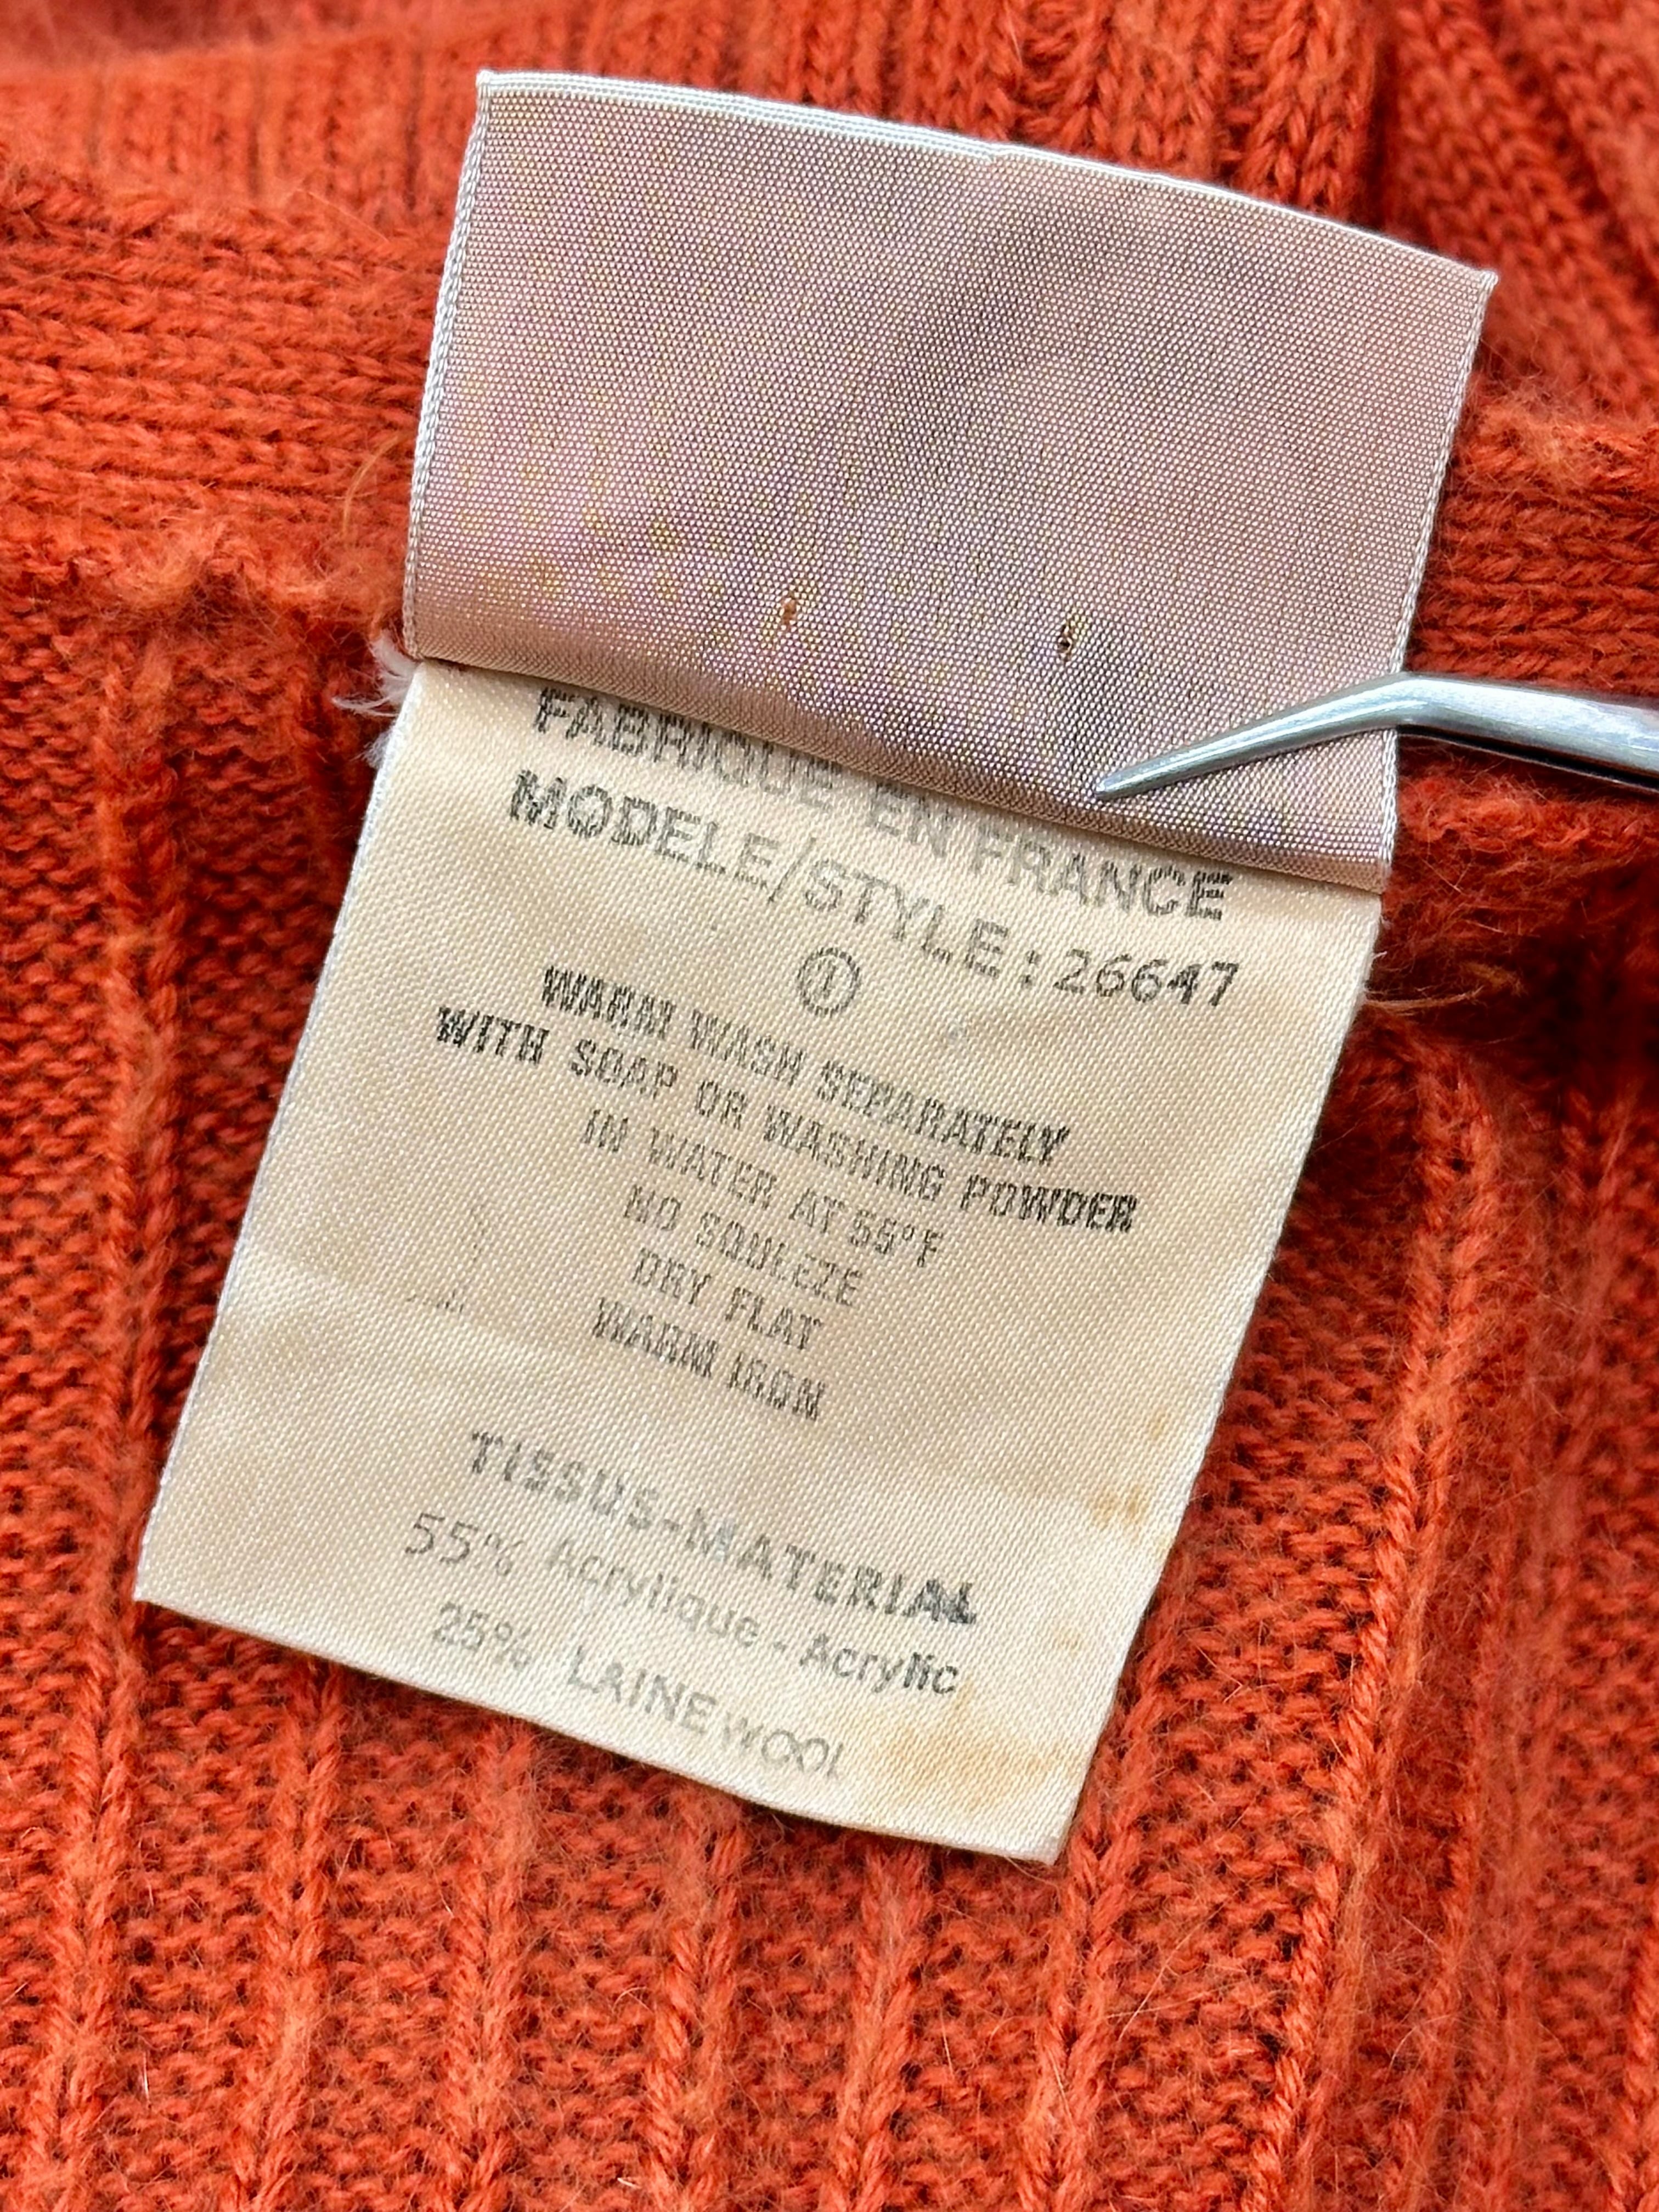 FABRIQUE EN FRANCE
MODELE/STYLE: 26647
①
WARM WASH SEPARATELY
WITH SOAP OR WASHING POWDER
IN WATER AT 55°F
NO SQUEEZE
DRY FLAT
WARM IRON
TISSUS-MATERIAL
55% Acrylique - Acrylic
25% LAINE WOOL